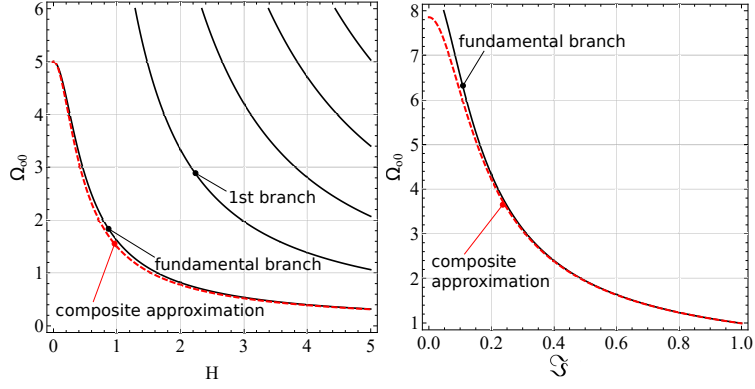 6
5
4
3
2
1
0
Ω₀₀
1st branch
fundamental branch
composite approximation
0
1
2
3
4
5
H
8
7
6
5
4
3
2
1
Ω₀₀
fundamental branch
composite
approximation
0.0
0.2
0.4
0.6
0.8
1.0
ℑ